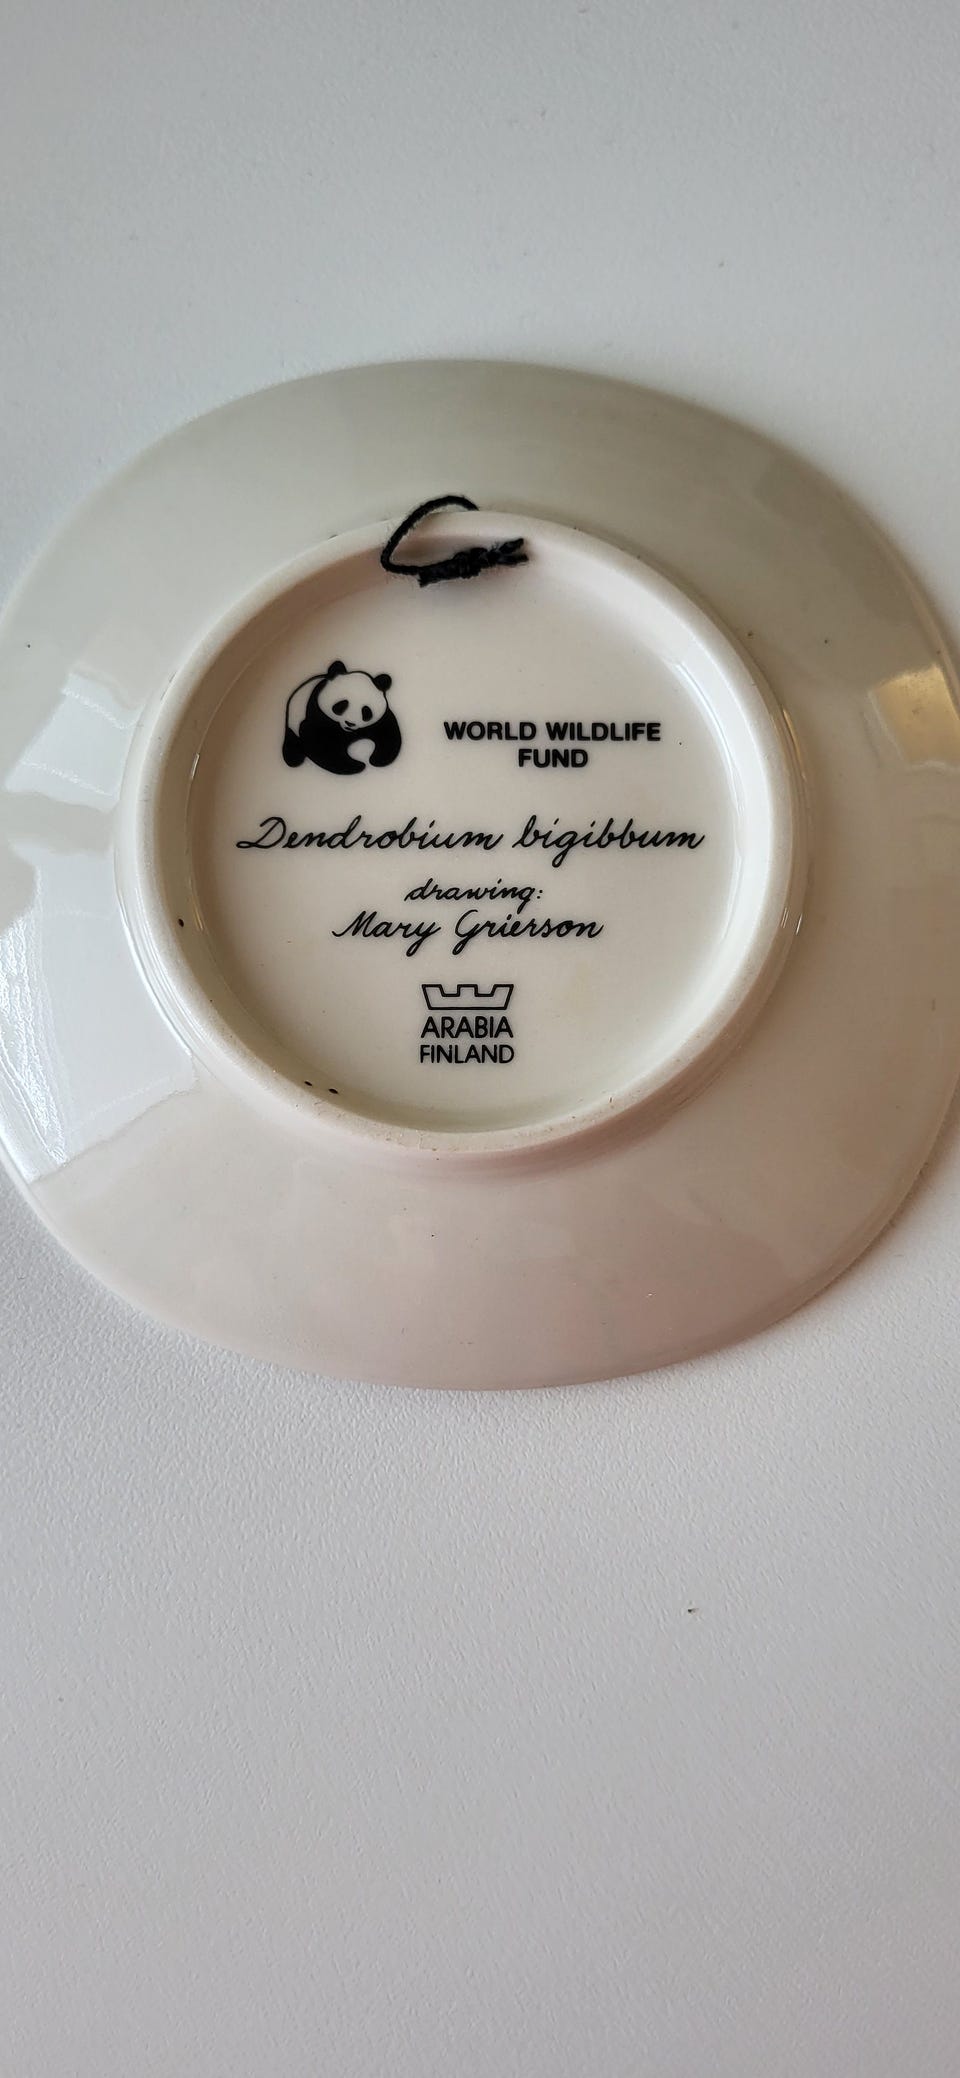 WORLD WILDLIFE
FUND
Dendrobium bigibbum
drawing:
Mary Grierson
ARABIA
FINLAND